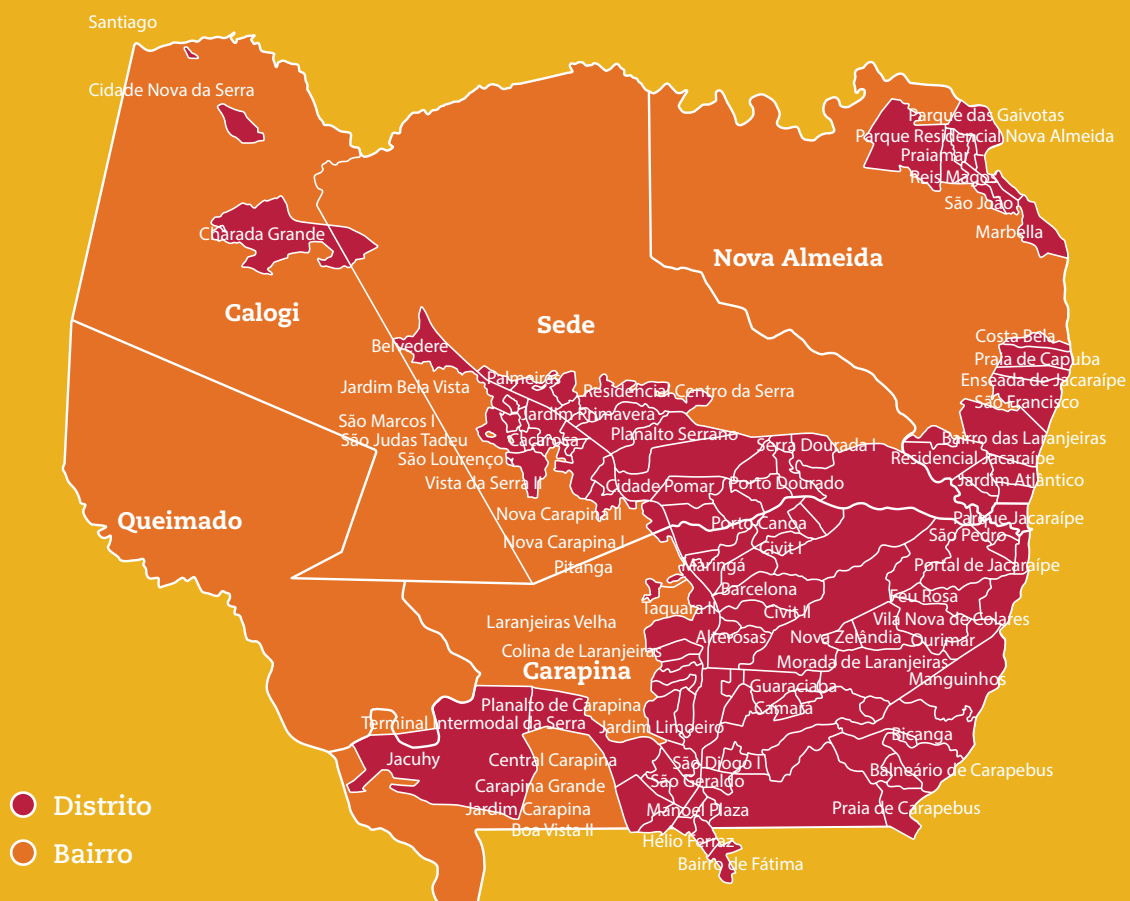 Santiago
Cidade Nova da Serra
Parque das Gaivotas
Parque Residencial Nova Almeida
Praiamar
Reis Magos
São João
Marbella
Charada Grande
Nova Almeida
Calogi
Sede
Costa Bela
Belvedere
Praia de Capuba
Palmeiras
Enseada de Jacaraípe
Jardim Bela Vista
Residencial Centro da Serra
São Francisco
Jardim Primavera
São Marcos I
Planalto Serrano
São Judas Tadeu
Caçaroca
Serra Dourada I
Bairro das Laranjeiras
São Lourenço
Residencial Jacaraípe
Vista da Serra II
Cidade Pomar
Porto Dourado
Jardim Atlântico
Nova Carapina II
Parque Jacaraípe
Queimado
Porto Canoa
São Pedro
Nova Carapina I
Civit I
Pitanga
Maringá
Portal de Jacaraípe
Barcelona
Feu Rosa
Taquara II
Civit II
Laranjeiras Velha
Vila Nova de Colares
Alterosas
Nova Zelândia
Ourimar
Colina de Laranjeiras
Carapina
Morada de Laranjeiras
Manguinhos
Guaraciaba
Planalto de Carapina
Camará
Terminal Intermodal da Serra
Jardim Limoeiro
Bicanga
Jacuhy
Central Carapina
São Diogo I
Balneário de Carapebus
São Geraldo
Carapina Grande
Distrito
Jardim Carapina
Manoel Plaza
Praia de Carapebus
Boa Vista II
Hélio Ferraz
Bairro
Bairro de Fátima